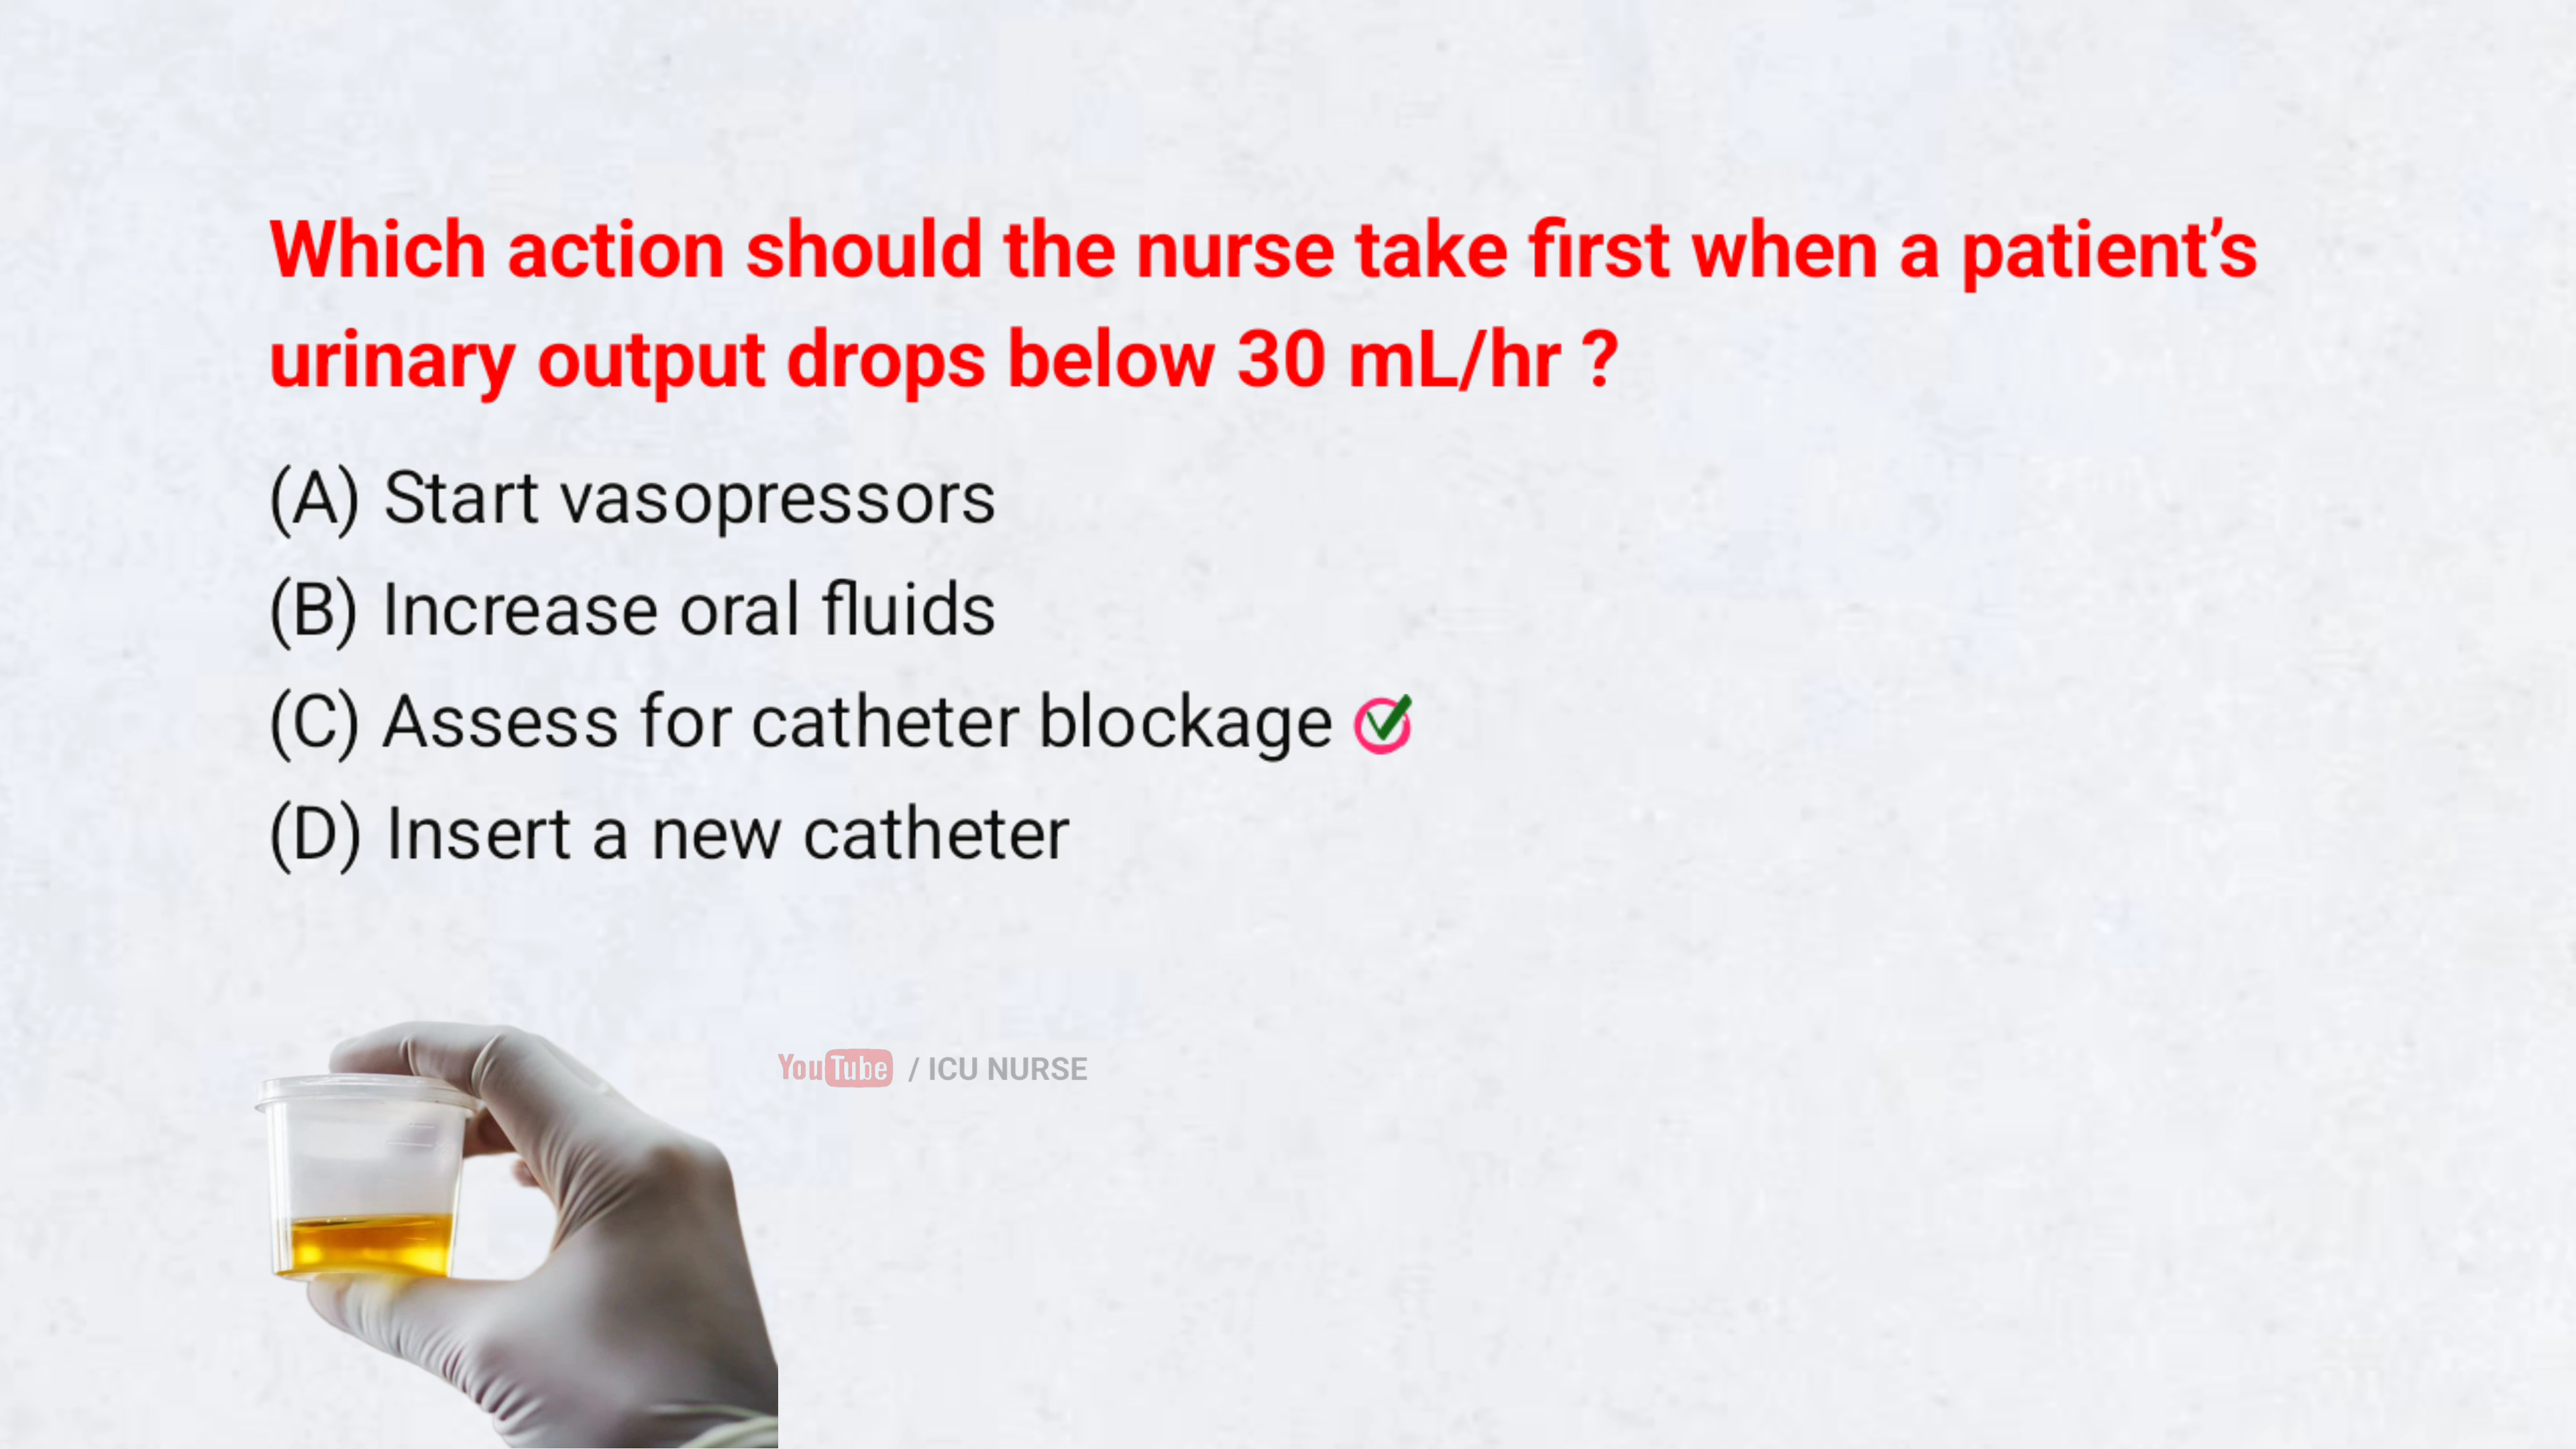 Which action should the nurse take first when a patient’s
urinary output drops below 30 mL/hr ?
(A) Start vasopressors
(B) Increase oral fluids
(C) Assess for catheter blockage
(D) Insert a new catheter
YouTube / ICU NURSE